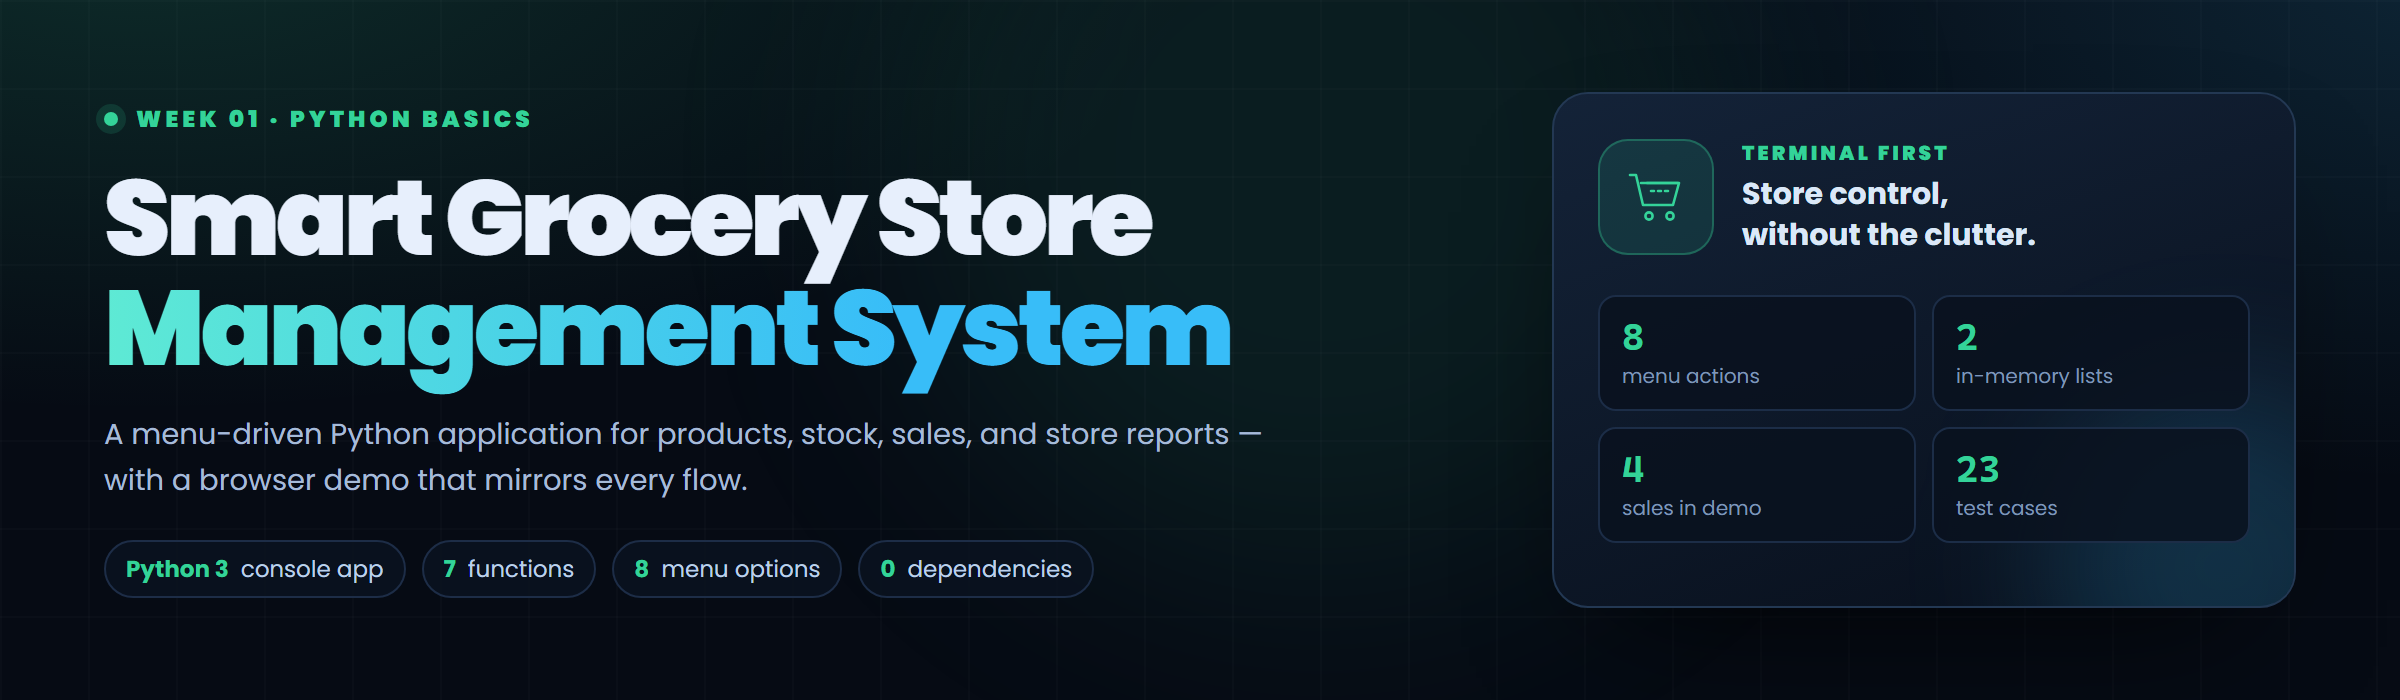 WEEK 01 · PYTHON BASICS
Smart Grocery Store
Management System
A menu-driven Python application for products, stock, sales, and store reports —
with a browser demo that mirrors every flow.
Python 3 console app
7 functions
8 menu options
0 dependencies
TERMINAL FIRST
Store control,
without the clutter.
8
menu actions
2
in-memory lists
4
sales in demo
23
test cases